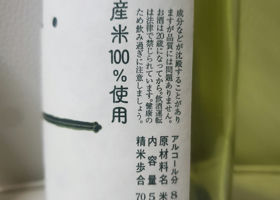 産米100%使用
成分などが沈殿することがあり
ますが品質には問題ありません。
お酒は20歳になってから。飲酒運転
は法律で禁じられています。健康の
ため飲み過ぎに注意しましょう。
アルコール分 8
原材料名 米
内容量 5
精米歩合 70